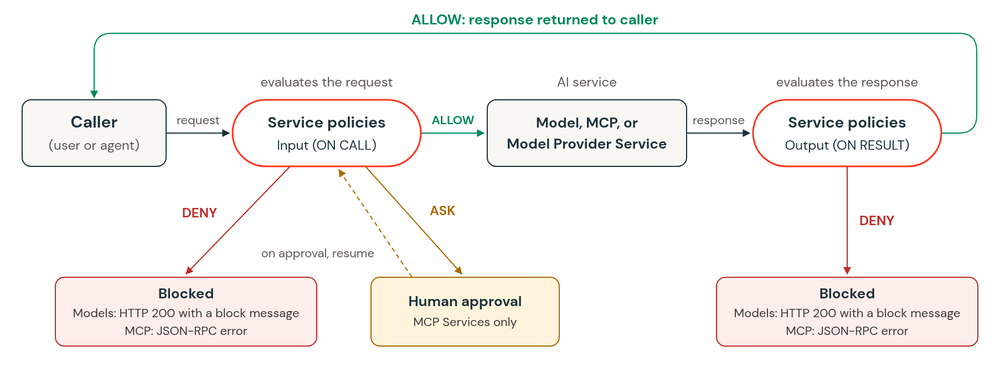 ALLOW: response returned to caller
evaluates the request
AI service
evaluates the response
Caller
(user or agent)
request
Service policies
Input (ON CALL)
ALLOW
Model, MCP, or
Model Provider Service
response
Service policies
Output (ON RESULT)
DENY
ASK
DENY
on approval, resume
Blocked
Models: HTTP 200 with a block message
MCP: JSON-RPC error
Human approval
MCP Services only
Blocked
Models: HTTP 200 with a block message
MCP: JSON-RPC error